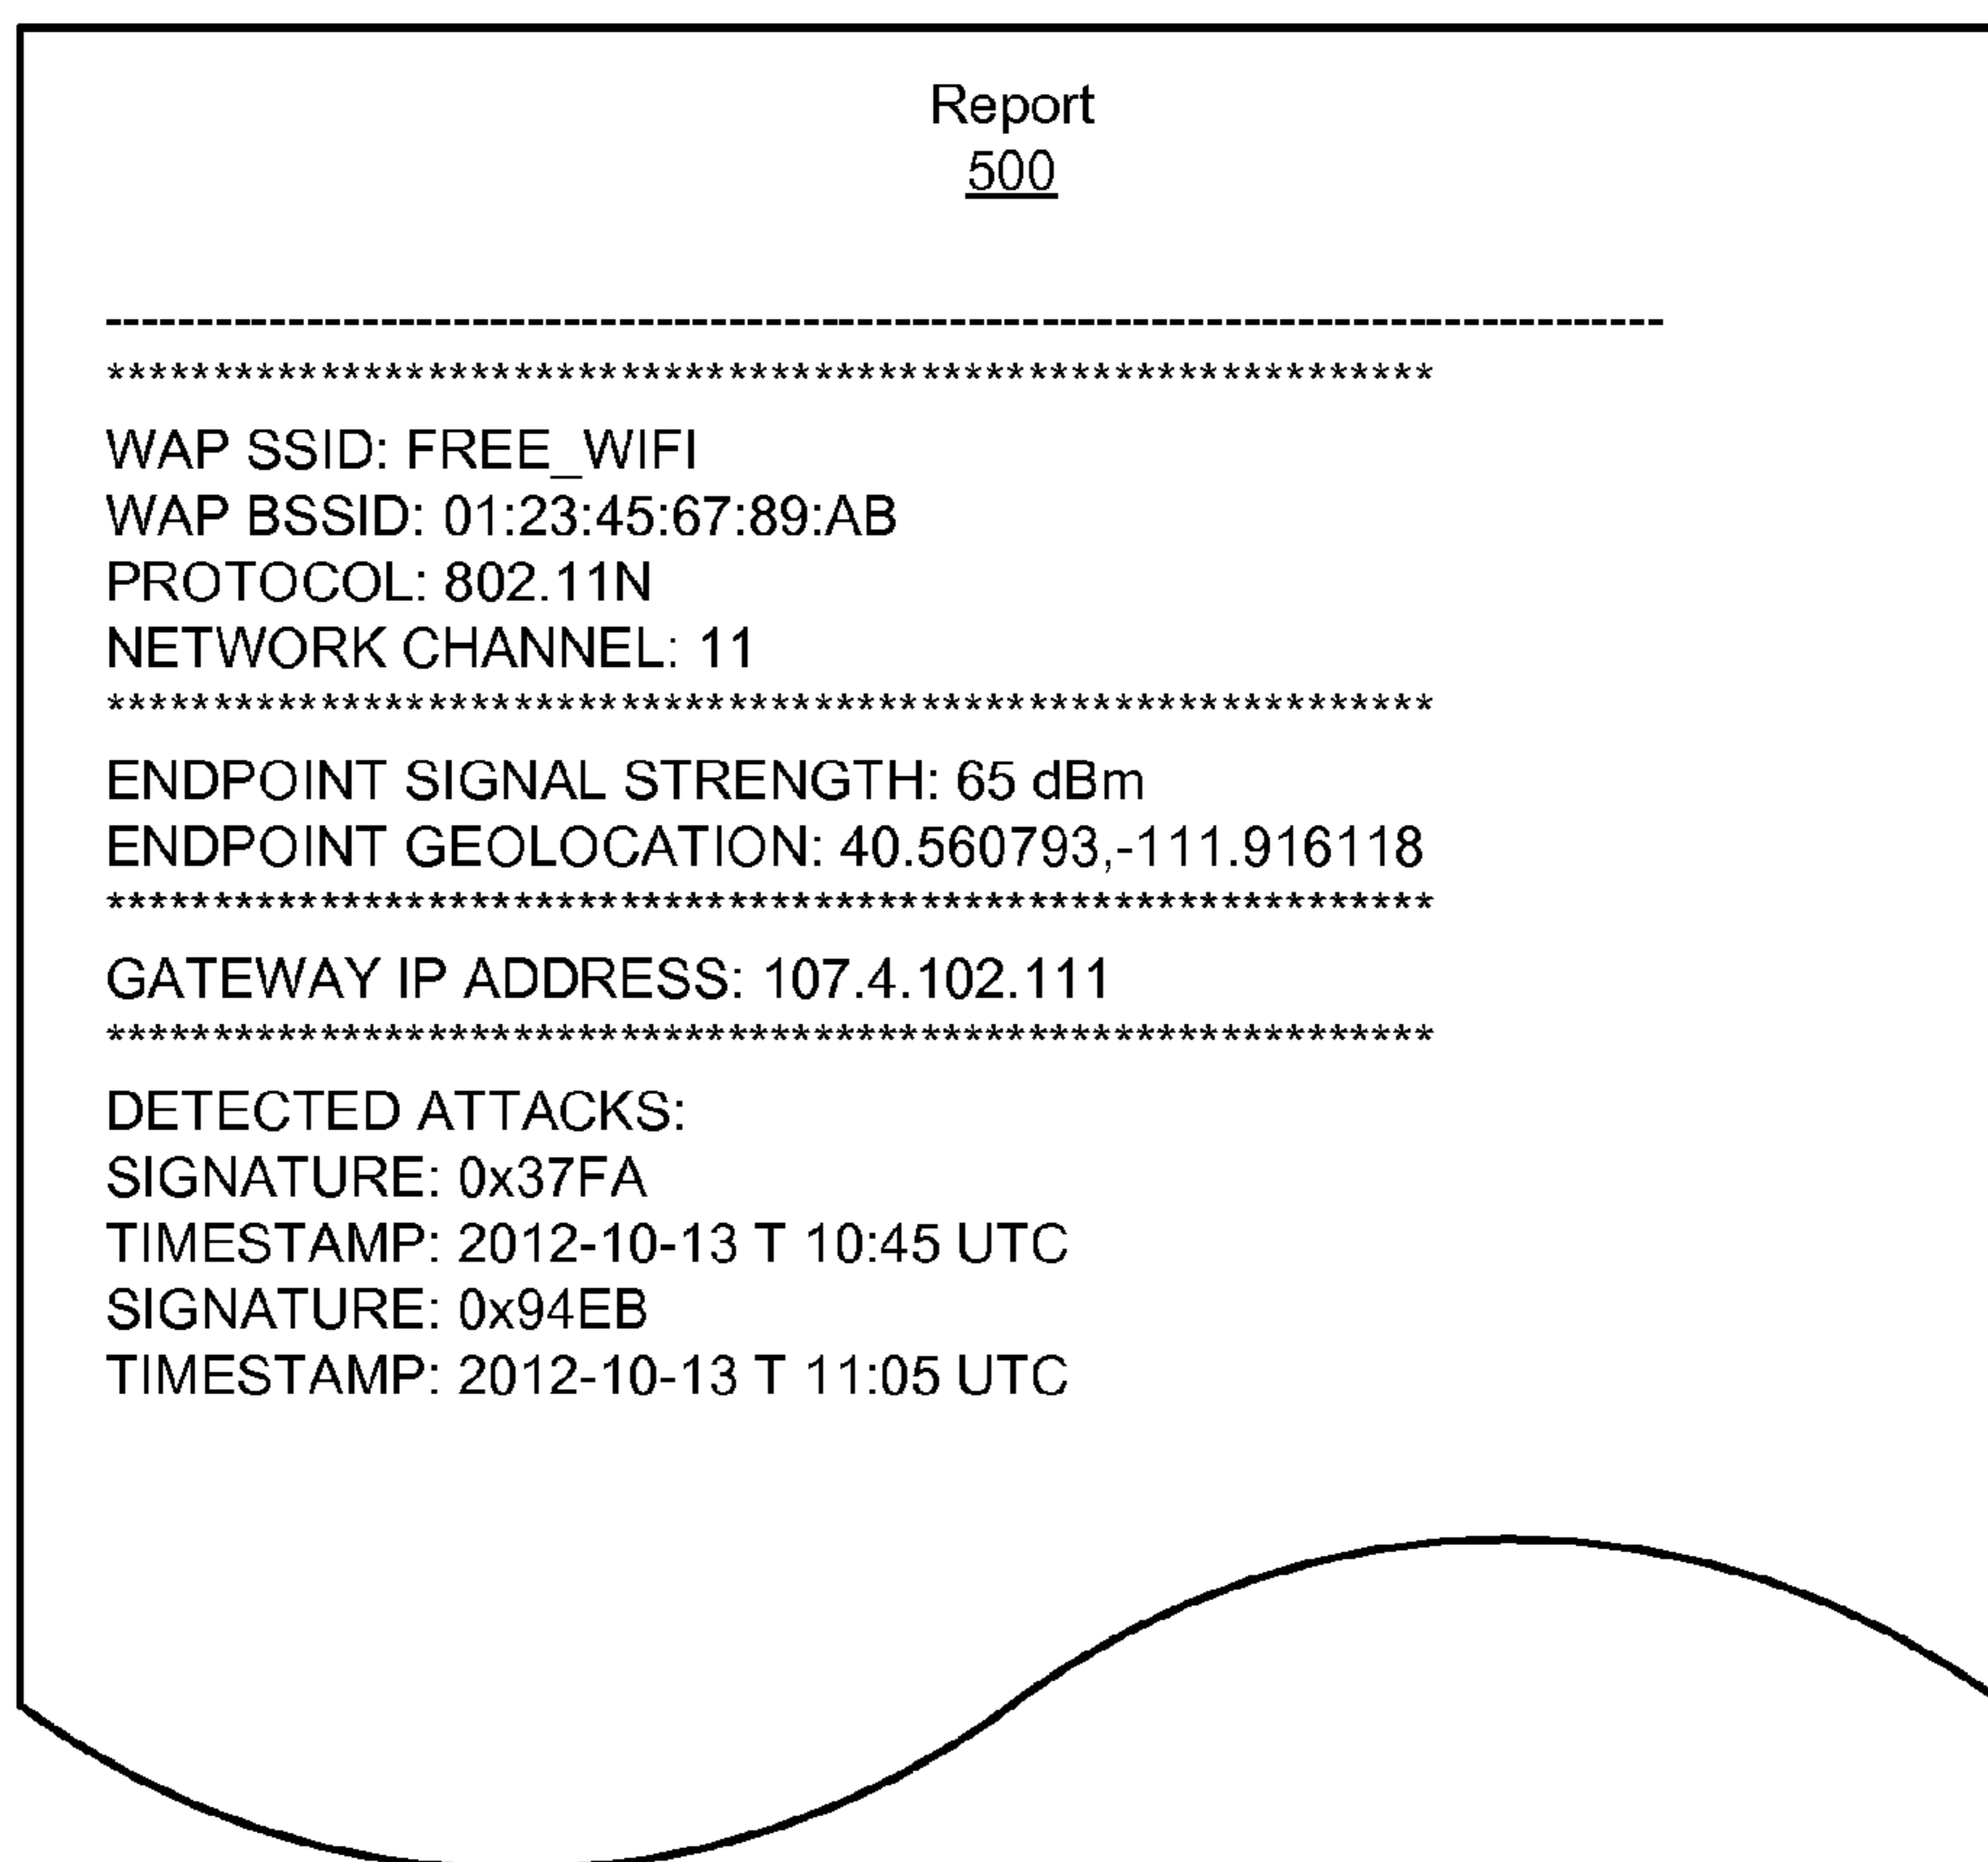 Report
500
--------------------------------------------------------------------------------------
**************************************************************
WAP SSID: FREE_WIFI
WAP BSSID: 01:23:45:67:89:AB
PROTOCOL: 802.11N
NETWORK CHANNEL: 11
**************************************************************
ENDPOINT SIGNAL STRENGTH: 65 dBm
ENDPOINT GEOLOCATION: 40.560793,-111.916118
**************************************************************
GATEWAY IP ADDRESS: 107.4.102.111
**************************************************************
DETECTED ATTACKS:
SIGNATURE: 0x37FA
TIMESTAMP: 2012-10-13 T 10:45 UTC
SIGNATURE: 0x94EB
TIMESTAMP: 2012-10-13 T 11:05 UTC